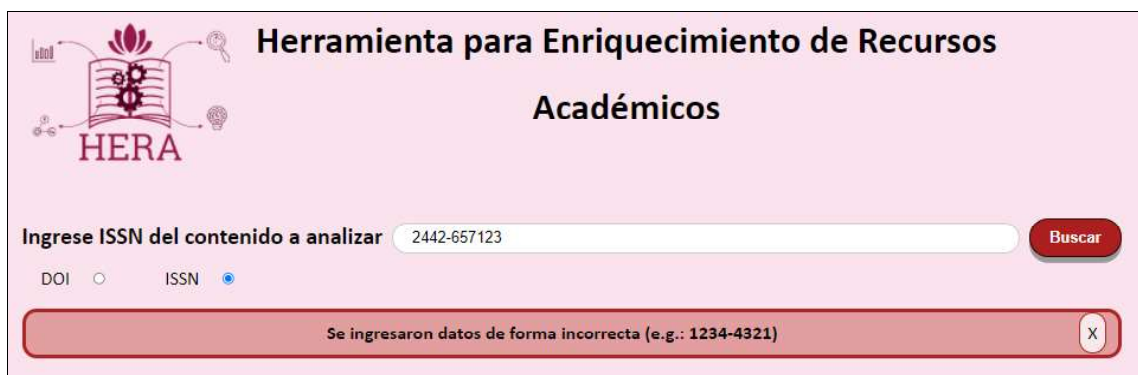 Herramienta para Enriquecimiento de Recursos
Académicos
HERA
Ingrese ISSN del contenido a analizar 2442-657123 Buscar
DOI ISSN
Se ingresaron datos de forma incorrecta (e.g.: 1234-4321) X